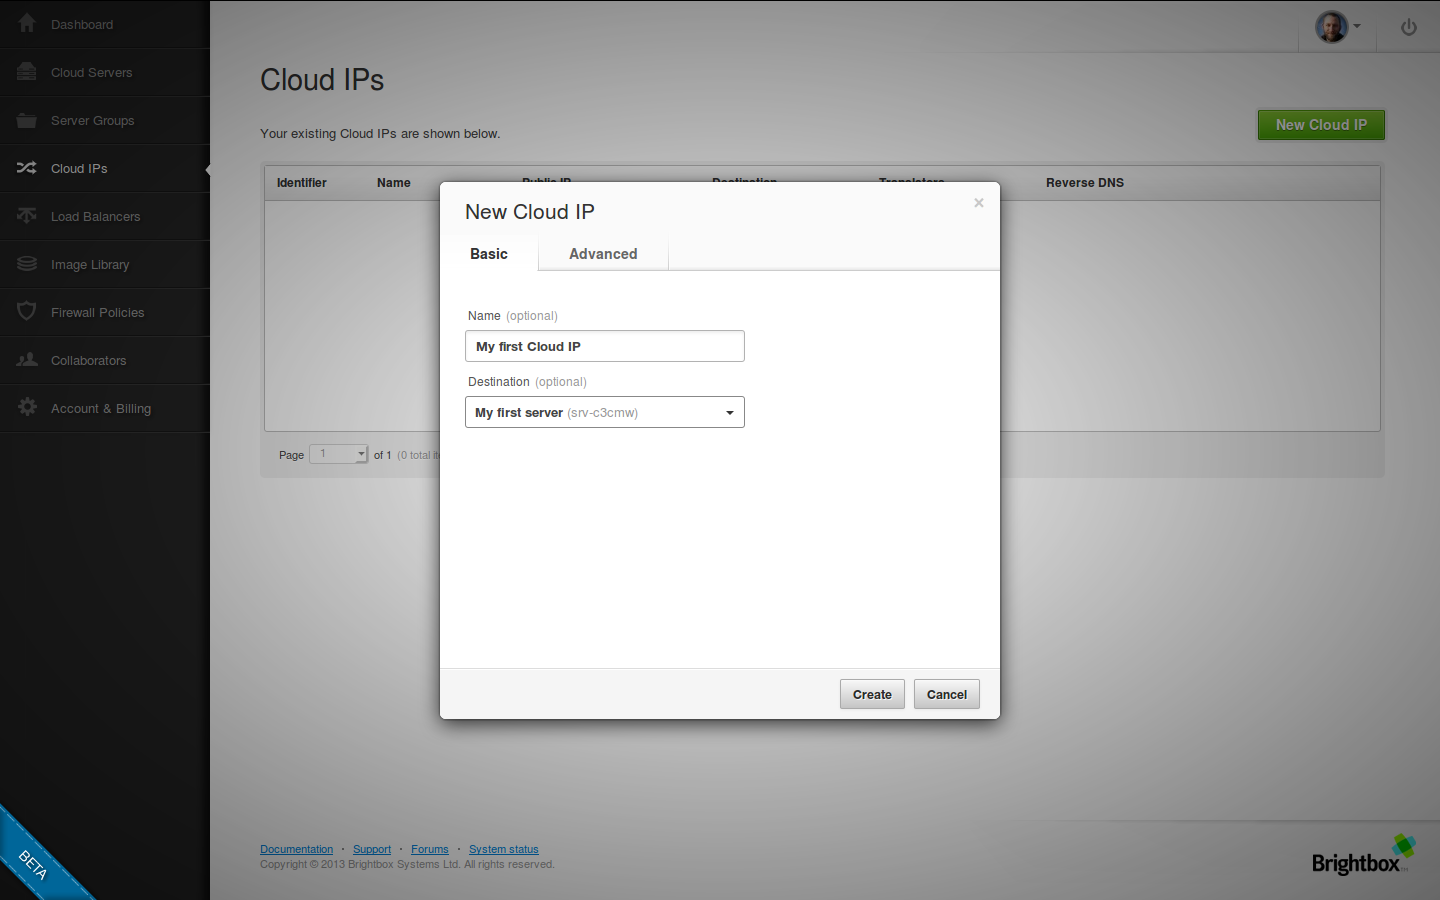 Dashboard
Cloud Servers
Server Groups
Cloud IPs
Load Balancers
Image Library
Firewall Policies
Collaborators
Account & Billing
BETA
Cloud IPs
Your existing Cloud IPs are shown below.
New Cloud IP
Identifier Name Public IP Destination Translators Reverse DNS
Page 1 of 1 (0 total
New Cloud IP
×
Basic Advanced
Name (optional)
My first Cloud IP
Destination (optional)
My first server (srv-c3cmw)
Create Cancel
Documentation · Support · Forums · System status
Copyright © 2013 Brightbox Systems Ltd. All rights reserved.
Brightbox™